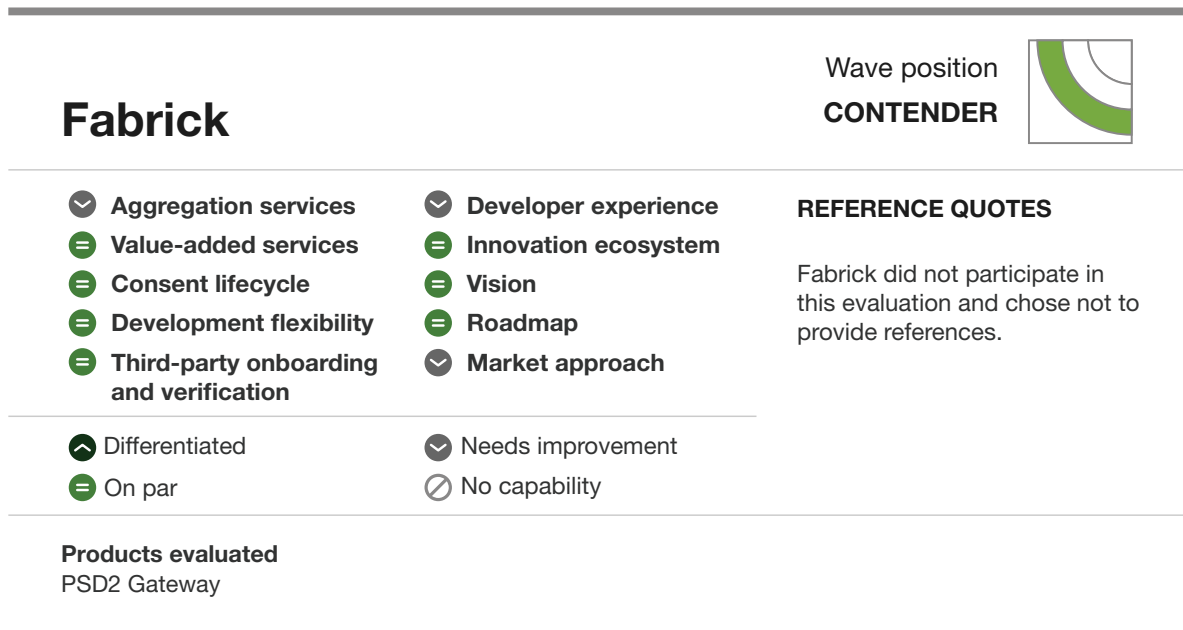 Fabrick
Wave position
CONTENDER
Aggregation services
Value-added services
Consent lifecycle
Development flexibility
Third-party onboarding
and verification
Developer experience
Innovation ecosystem
Vision
Roadmap
Market approach
REFERENCE QUOTES
Fabrick did not participate in
this evaluation and chose not to
provide references.
Differentiated
On par
Needs improvement
No capability
Products evaluated
PSD2 Gateway